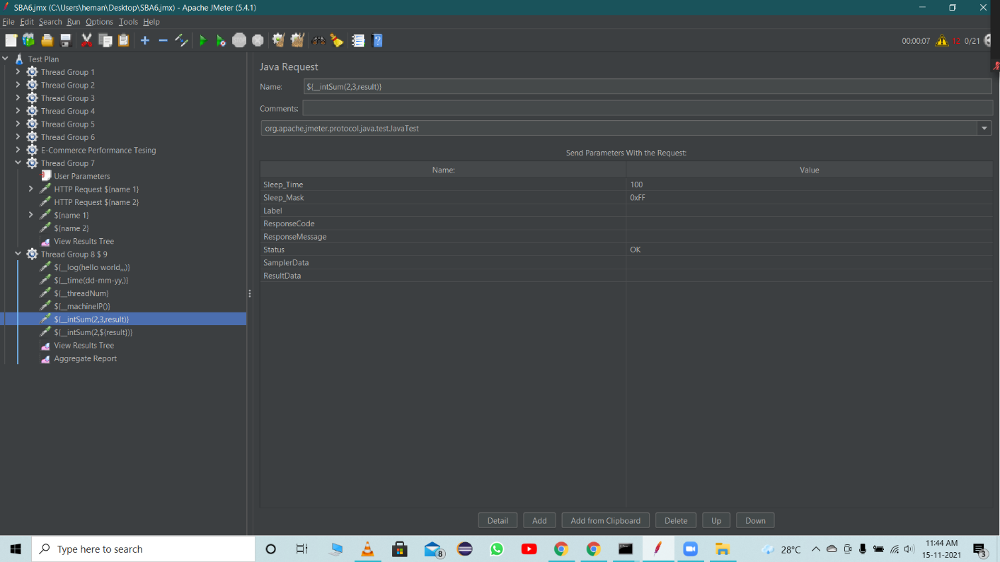 SBA6.jmx (C:\Users\heman\Desktop\SBA6.jmx) - Apache JMeter (5.4.1)
File Edit Search Run Options Tools Help
00:00:07 12 0/21
Test Plan
Thread Group 1
Thread Group 2
Thread Group 3
Thread Group 4
Thread Group 5
Thread Group 6
E-Commerce Performance Tesing
Thread Group 7
User Parameters
HTTP Request ${name 1}
HTTP Request ${name 2}
${name 1}
${name 2}
View Results Tree
Thread Group 8 $ 9
${__log(hello world,,,)}
${__time(dd-mm-yy,)}
${__threadNum}
${__machineIP()}
${__intSum(2,3,result)}
${__intSum(2,${result})}
View Results Tree
Aggregate Report
Java Request
Name: ${__intSum(2,3,result)}
Comments:
org.apache.jmeter.protocol.java.test.JavaTest
Send Parameters With the Request:
Name: Value
Sleep_Time 100
Sleep_Mask 0xFF
Label
ResponseCode
ResponseMessage
Status OK
SamplerData
ResultData
Detail Add Add from Clipboard Delete Up Down
Type here to search
8
28°C
11:44 AM
15-11-2021
3